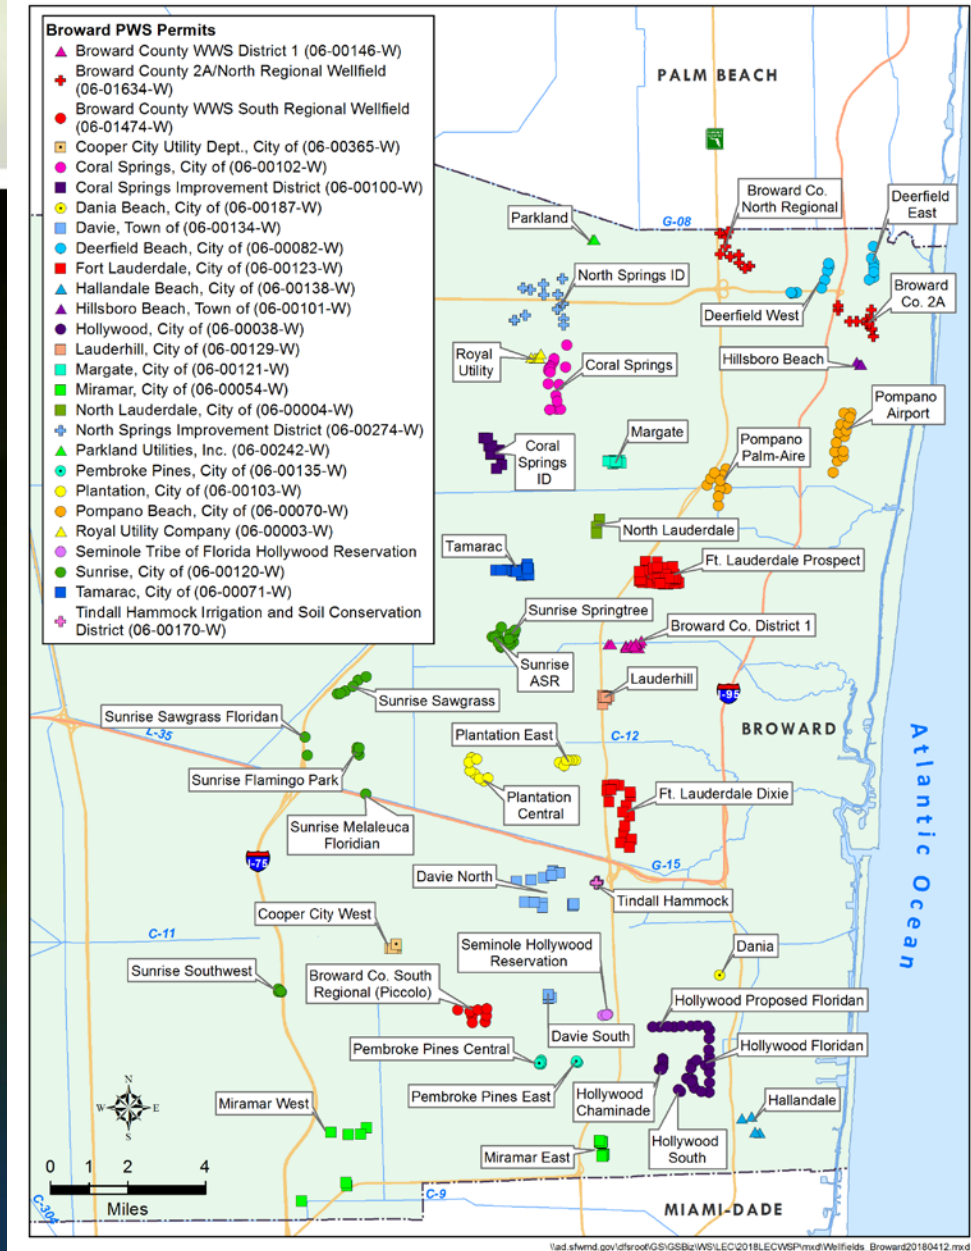 Broward PWS Permits
Broward County WWS District 1 (06-00146-W)
Broward County 2A/North Regional Wellfield
(06-01634-W)
Broward County WWS South Regional Wellfield
(06-01474-W)
Cooper City Utility Dept., City of (06-00365-W)
Coral Springs, City of (06-00102-W)
Coral Springs Improvement District (06-00100-W)
Dania Beach, City of (06-00187-W)
Davie, Town of (06-00134-W)
Deerfield Beach, City of (06-00082-W)
Fort Lauderdale, City of (06-00123-W)
Hallandale Beach, City of (06-00138-W)
Hillsboro Beach, Town of (06-00101-W)
Hollywood, City of (06-00038-W)
Lauderhill, City of (06-00129-W)
Margate, City of (06-00121-W)
Miramar, City of (06-00054-W)
North Lauderdale, City of (06-00004-W)
North Springs Improvement District (06-00274-W)
Parkland Utilities, Inc. (06-00242-W)
Pembroke Pines, City of (06-00135-W)
Plantation, City of (06-00103-W)
Pompano Beach, City of (06-00070-W)
Royal Utility Company (06-00003-W)
Seminole Tribe of Florida Hollywood Reservation
Sunrise, City of (06-00120-W)
Tamarac, City of (06-00071-W)
Tindall Hammock Irrigation and Soil Conservation
District (06-00170-W)
PALM BEACH
Parkland
G-08
Broward Co.
North Regional
Deerfield
East
North Springs ID
Deerfield West
Broward
Co. 2A
Royal
Utility
Coral Springs
Hillsboro Beach
Pompano
Airport
Coral
Springs
ID
Margate
Pompano
Palm-Aire
North Lauderdale
Tamarac
Ft. Lauderdale Prospect
Sunrise Springtree
Broward Co. District 1
Sunrise
ASR
Lauderhill
I-95
Sunrise Sawgrass
Sunrise Sawgrass Floridan
L-35
Plantation East
C-12
BROWARD
Sunrise Flamingo Park
Plantation
Central
Ft. Lauderdale Dixie
Sunrise Melaleuca
Floridian
I-75
G-15
Davie North
Tindall Hammock
Atlantic Ocean
Cooper City West
C-11
Seminole Hollywood
Reservation
Dania
Sunrise Southwest
Broward Co. South
Regional (Piccolo)
Hollywood Proposed Floridan
Davie South
Pembroke Pines Central
Hollywood Floridan
Pembroke Pines East
Hollywood
Chaminade
Miramar West
Hallandale
Hollywood
South
Miramar East
N
W
E
S
0 1 2 4
Miles
C-304
C-9
MIAMI-DADE
\\ad.sfwmd.gov\dfsroot\GS\GSBiz\WS\LEC\2018LECWSP\mxd\Wellfields_Broward20180412.mxd